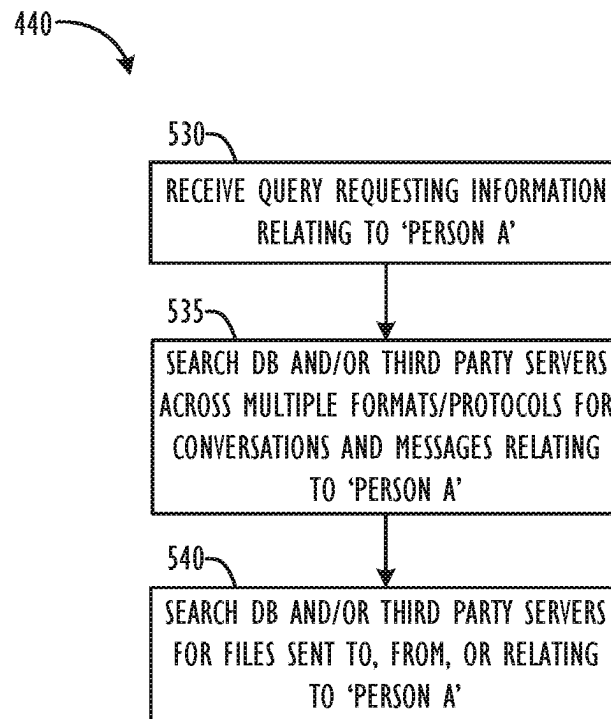 440
530
RECEIVE QUERY REQUESTING INFORMATION
RELATING TO ‘PERSON A’
535
SEARCH DB AND/OR THIRD PARTY SERVERS
ACROSS MULTIPLE FORMATS/PROTOCOLS FOR
CONVERSATIONS AND MESSAGES RELATING
TO ‘PERSON A’
540
SEARCH DB AND/OR THIRD PARTY SERVERS
FOR FILES SENT TO, FROM, OR RELATING
TO ‘PERSON A’